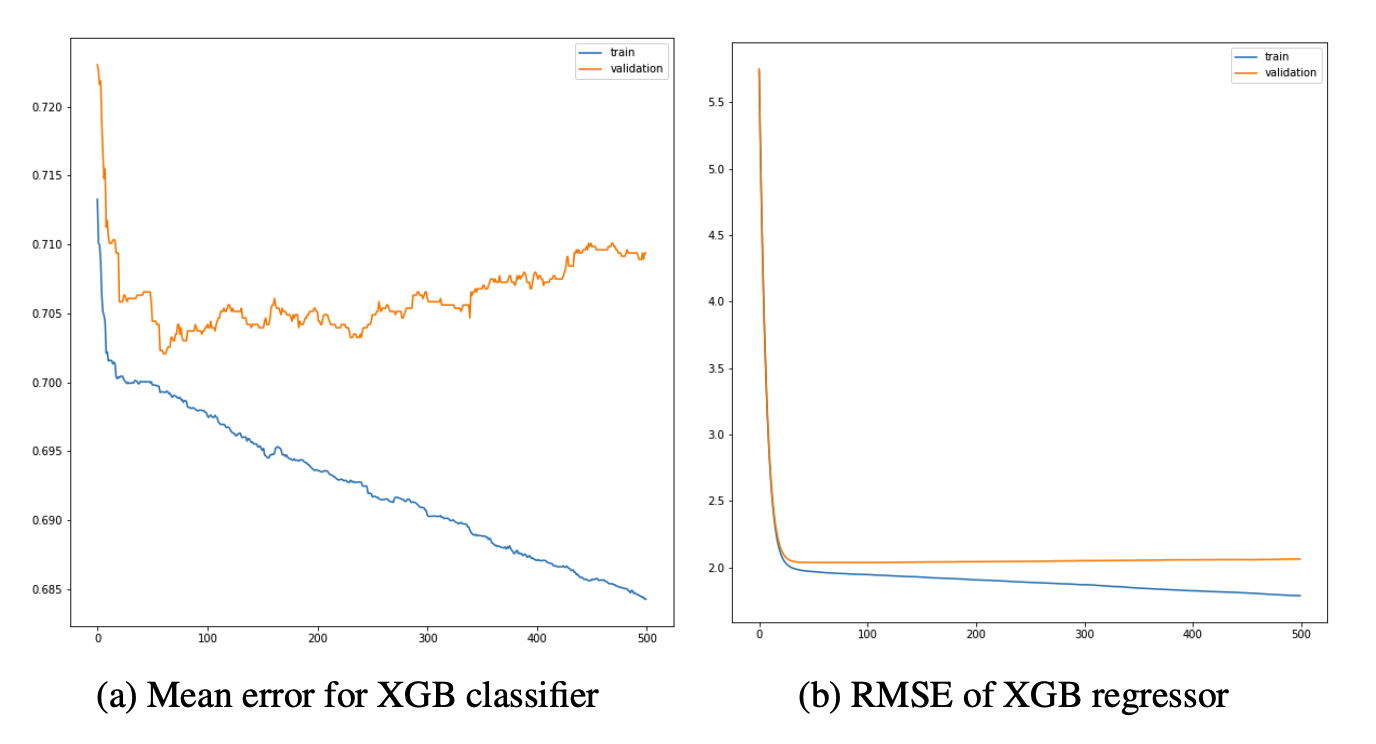 train
validation
0.720
0.715
0.710
0.705
0.700
0.695
0.690
0.685
0 100 200 300 400 500
(a) Mean error for XGB classifier
train
validation
5.5
5.0
4.5
4.0
3.5
3.0
2.5
2.0
0 100 200 300 400 500
(b) RMSE of XGB regressor